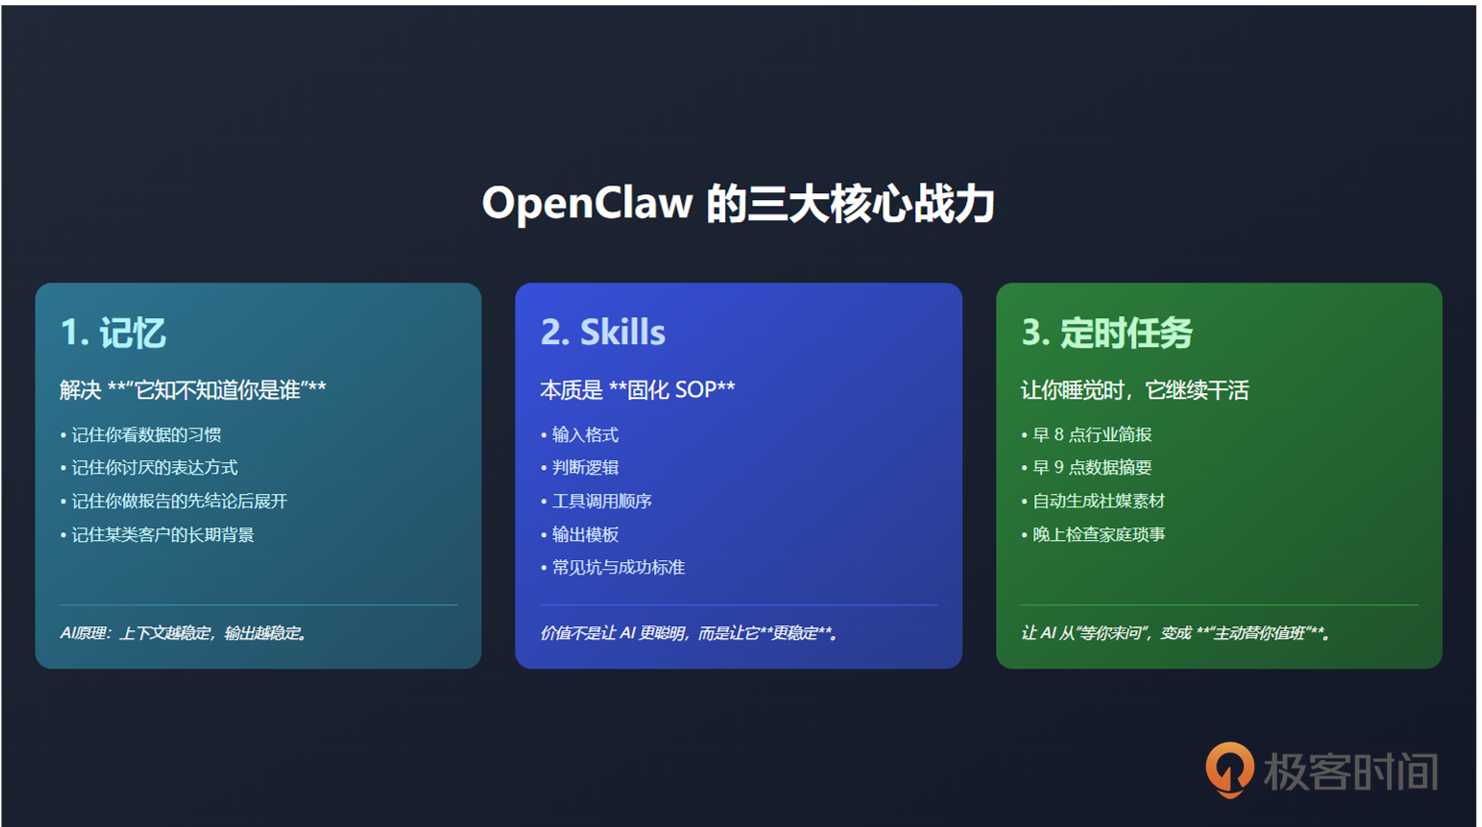 OpenClaw 的三大核心战力
1. 记忆
解决 **“它知不知道你是谁”**
• 记住你看数据的习惯
• 记住你讨厌的表达方式
• 记住你做报告的先结论后展开
• 记住某类客户的长期背景
AI原理：上下文越稳定，输出越稳定。
2. Skills
本质是 **固化 SOP**
• 输入格式
• 判断逻辑
• 工具调用顺序
• 输出模板
• 常见坑与成功标准
价值不是让 AI 更聪明，而是让它**更稳定**。
3. 定时任务
让你睡觉时，它继续干活
• 早 8 点行业简报
• 早 9 点数据摘要
• 自动生成社媒素材
• 晚上检查家庭琐事
让 AI 从“等你来问”，变成 **“主动替你值班”**。
极客时间